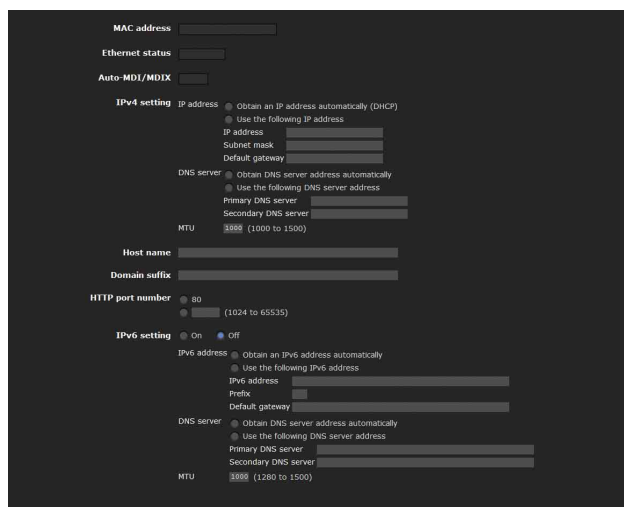 MAC address
Ethernet status
Auto-MDI/MDIX
IPv4 setting IP address Obtain an IP address automatically (DHCP)
Use the following IP address
IP address
Subnet mask
Default gateway
DNS server Obtain DNS server address automatically
Use the following DNS server address
Primary DNS server
Secondary DNS server
MTU 1000 (1000 to 1500)
Host name
Domain suffix
HTTP port number 80
(1024 to 65535)
IPv6 setting On Off
IPv6 address Obtain an IPv6 address automatically
Use the following IPv6 address
IPv6 address
Prefix
Default gateway
DNS server Obtain DNS server address automatically
Use the following DNS server address
Primary DNS server
Secondary DNS server
MTU 1000 (1280 to 1500)